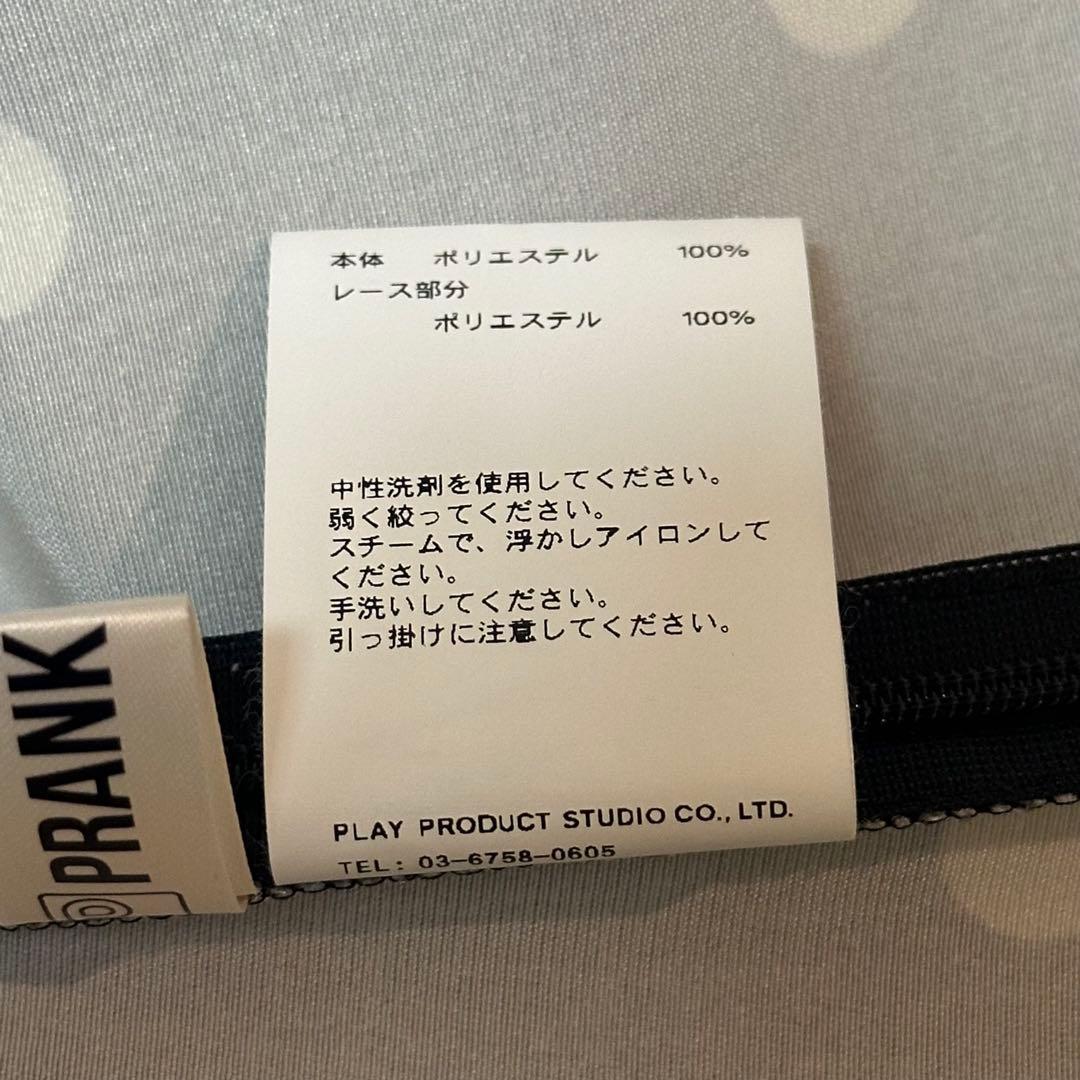 本体 ポリエステル 100%
レース部分
ポリエステル 100%
中性洗剤を使用してください。
弱く絞ってください。
スチームで、浮かしアイロンして
ください。
手洗いしてください。
引っ掛けに注意してください。
PLAY PRODUCT STUDIO CO., LTD.
TEL: 03-6758-0605
PRANK